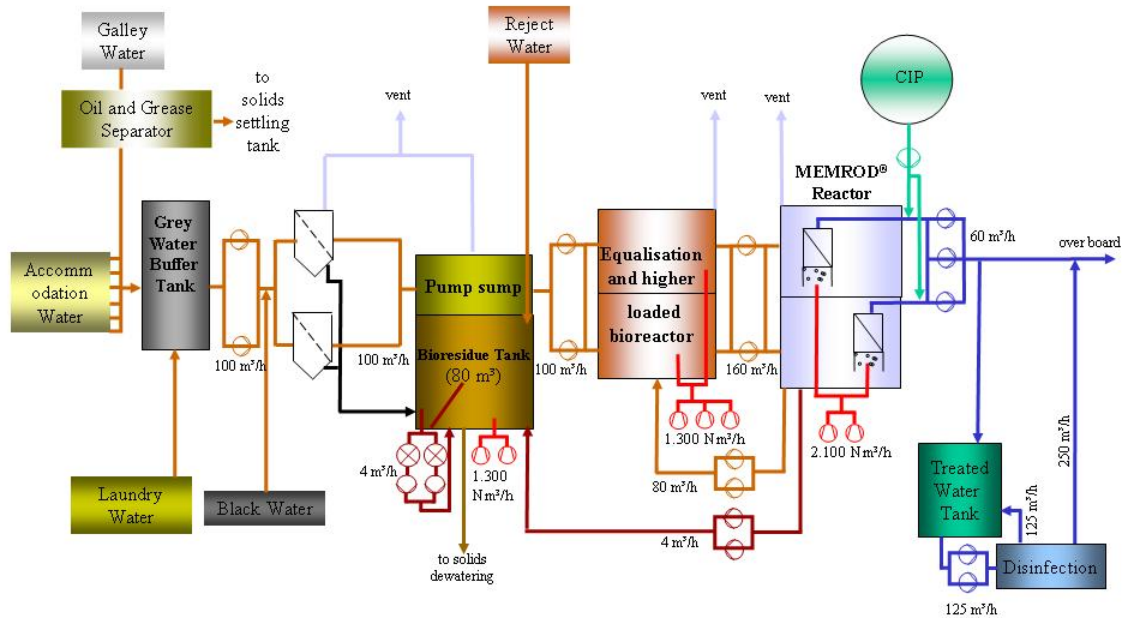 Galley
Water
Oil and Grease
Separator
to
solids
settling
tank
Reject
Water
vent
vent
vent
CIP
MEMROD®
Reactor
Grey
Water
Buffer
Tank
Accomm
odation
Water
100 m³/h
100 m³/h
Pump sump
Bioresidue Tank
(80 m³)
100 m³/h
Equalisation
and higher
loaded
bioreactor
160 m³/h
60 m³/h
over board
4 m³/h
1.300
Nm³/h
1.300 Nm³/h
2.100 Nm³/h
80 m³/h
4 m³/h
Laundry
Water
Black Water
to solids
dewatering
Treated
Water
Tank
125 m³/h
250 m³/h
Disinfection
125 m³/h